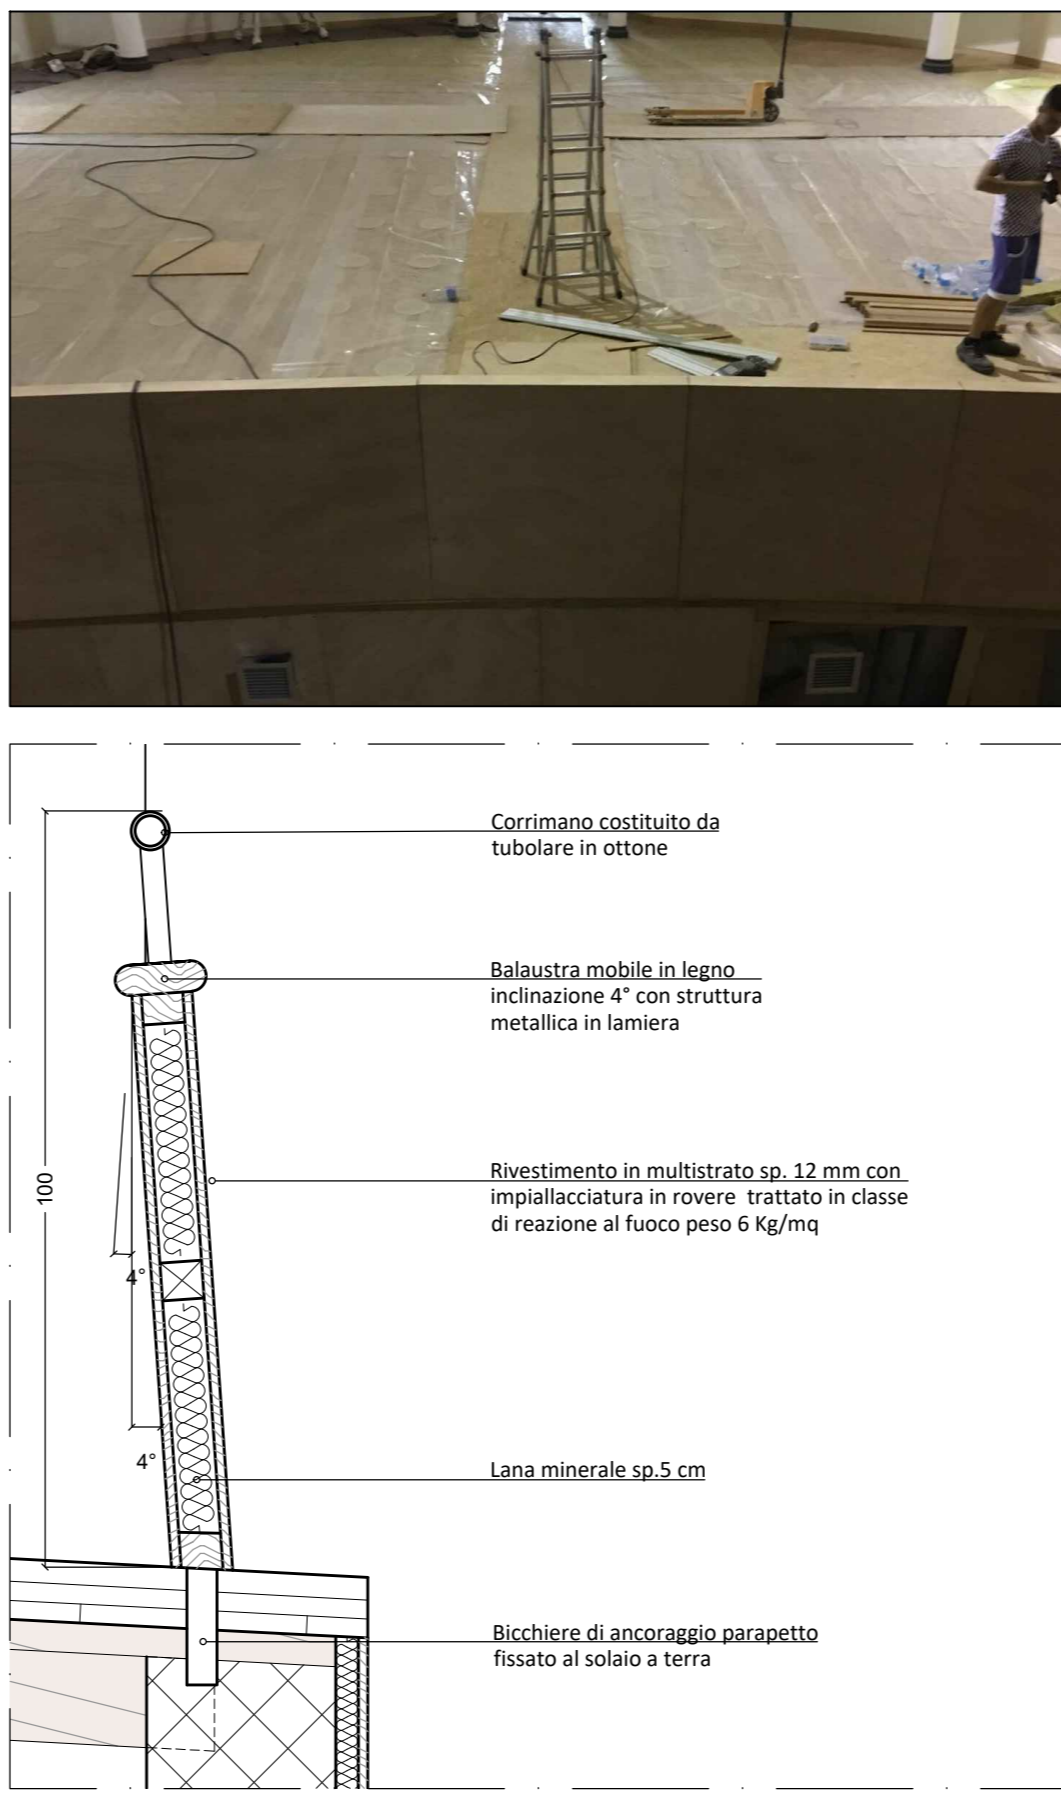 Corrimano costituito da
tubolare in ottone
Balaustra mobile in legno
inclinazione 4° con struttura
metallica in lamiera
100
Rivestimento in multistrato sp. 12 mm con
impiallacciatura in rovere trattato in classe
di reazione al fuoco peso 6 Kg/mq
4°
4°
Lana minerale sp.5 cm
Bicchiere di ancoraggio parapetto
fissato al solaio a terra